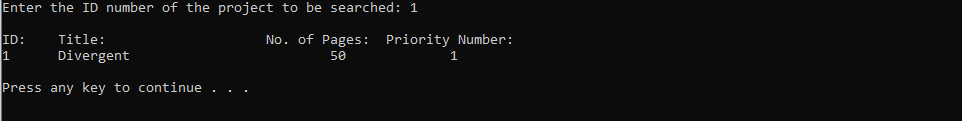 Enter the ID number of the project to be searched: 1
ID: Title: No. of Pages: Priority Number:
1 Divergent 50 1
Press any key to continue . . .